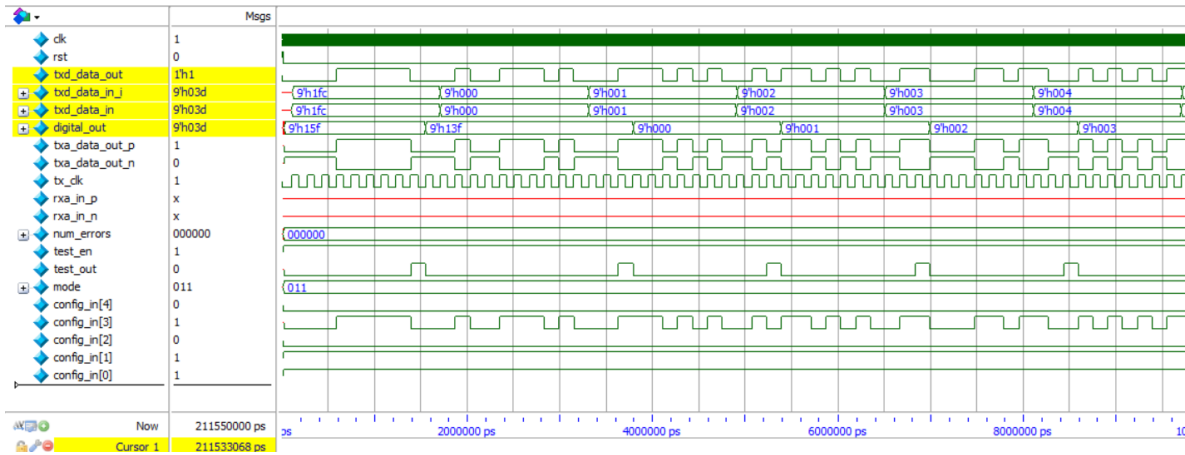 Msgs
clk 1
rst 0
txd_data_out 1'h1
txd_data_in_i 9'h03d 9'h1fc 9'h000 9'h001 9'h002 9'h003 9'h004
txd_data_in 9'h03d 9'h1fc 9'h000 9'h001 9'h002 9'h003 9'h004
digital_out 9'h03d 9'h15f 9'h13f 9'h000 9'h001 9'h002 9'h003
txa_data_out_p 1
txa_data_out_n 0
tx_clk 1
rxa_in_p x
rxa_in_n x
num_errors 000000 000000
test_en 1
test_out 0
mode 011 011
config_in[4] 0
config_in[3] 1
config_in[2] 0
config_in[1] 1
config_in[0] 1
Now 211550000 ps ps 2000000 ps 4000000 ps 6000000 ps 8000000 ps 10
Cursor 1 211533068 ps